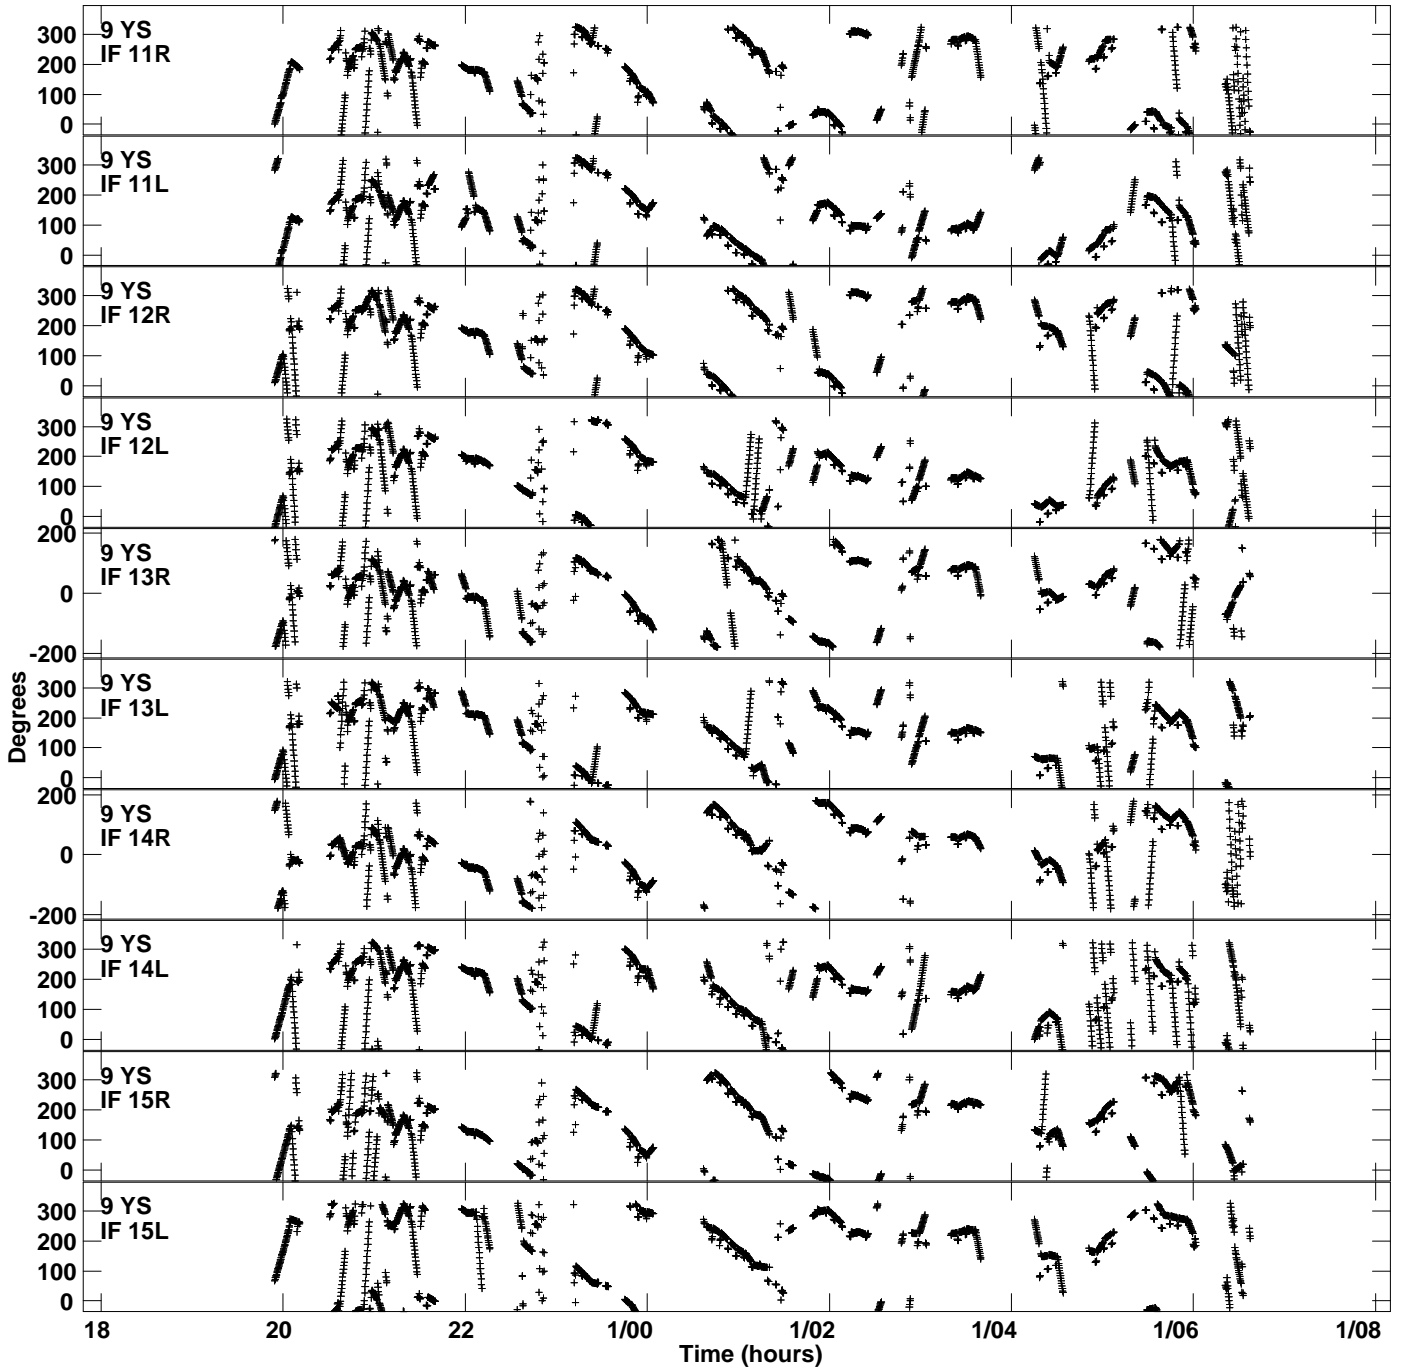 9 YS
IF 11R
300
200
100
0
9 YS
IF 11L
300
200
100
0
9 YS
IF 12R
300
200
100
0
9 YS
IF 12L
300
200
100
0
9 YS
IF 13R
200
0
-200
9 YS
IF 13L
300
200
100
0
9 YS
IF 14R
200
0
-200
9 YS
IF 14L
300
200
100
0
9 YS
IF 15R
300
200
100
0
9 YS
IF 15L
300
200
100
0
Degrees
18 20 22 1/00 1/02 1/04 1/06 1/08
Time (hours)